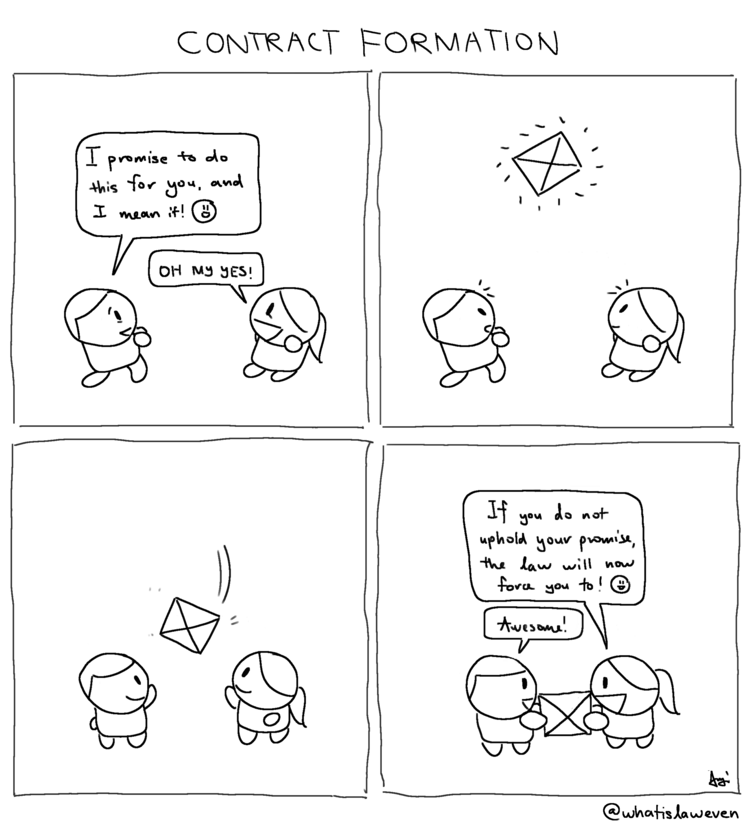 CONTRACT FORMATION
I promise to do
this for you, and
I mean it!
OH MY YES!
If you do not
uphold your promise,
the law will now
force you to!
Awesome!
@whatislaweven